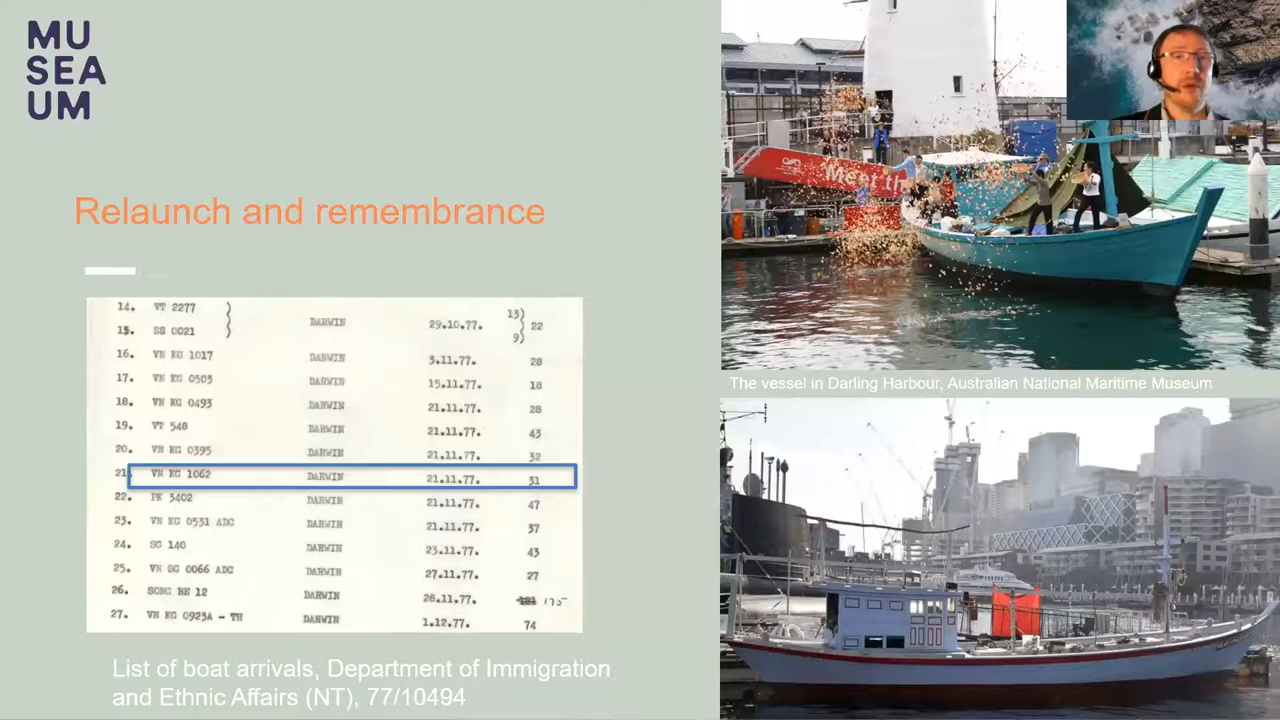 MU
SEA
UM
Relaunch and remembrance
14. VT 2277
15. SS 0021
DARWIN 29.10.77. 13) 9) 22
16. VN KG 1017 DARWIN 3.11.77. 28
17. VN KG 0503 DARWIN 15.11.77. 18
18. VN KG 0493 DARWIN 21.11.77. 28
19. VT 548 DARWIN 21.11.77. 43
20. VN KG 0395 DARWIN 21.11.77. 32
21. VN KG 1062 DARWIN 21.11.77. 31
22. PK 3402 DARWIN 21.11.77. 47
23. VN KG 0531 ADC DARWIN 21.11.77. 37
24. SG 140 DARWIN 23.11.77. 43
25. VN SG 0066 ADC DARWIN 27.11.77. 27
26. SONG BE 12 DARWIN 28.11.77. 175
27. VN KG 0923A - TH DARWIN 1.12.77. 74
List of boat arrivals, Department of Immigration
and Ethnic Affairs (NT), 77/10494
Meet th
The vessel in Darling Harbour, Australian National Maritime Museum